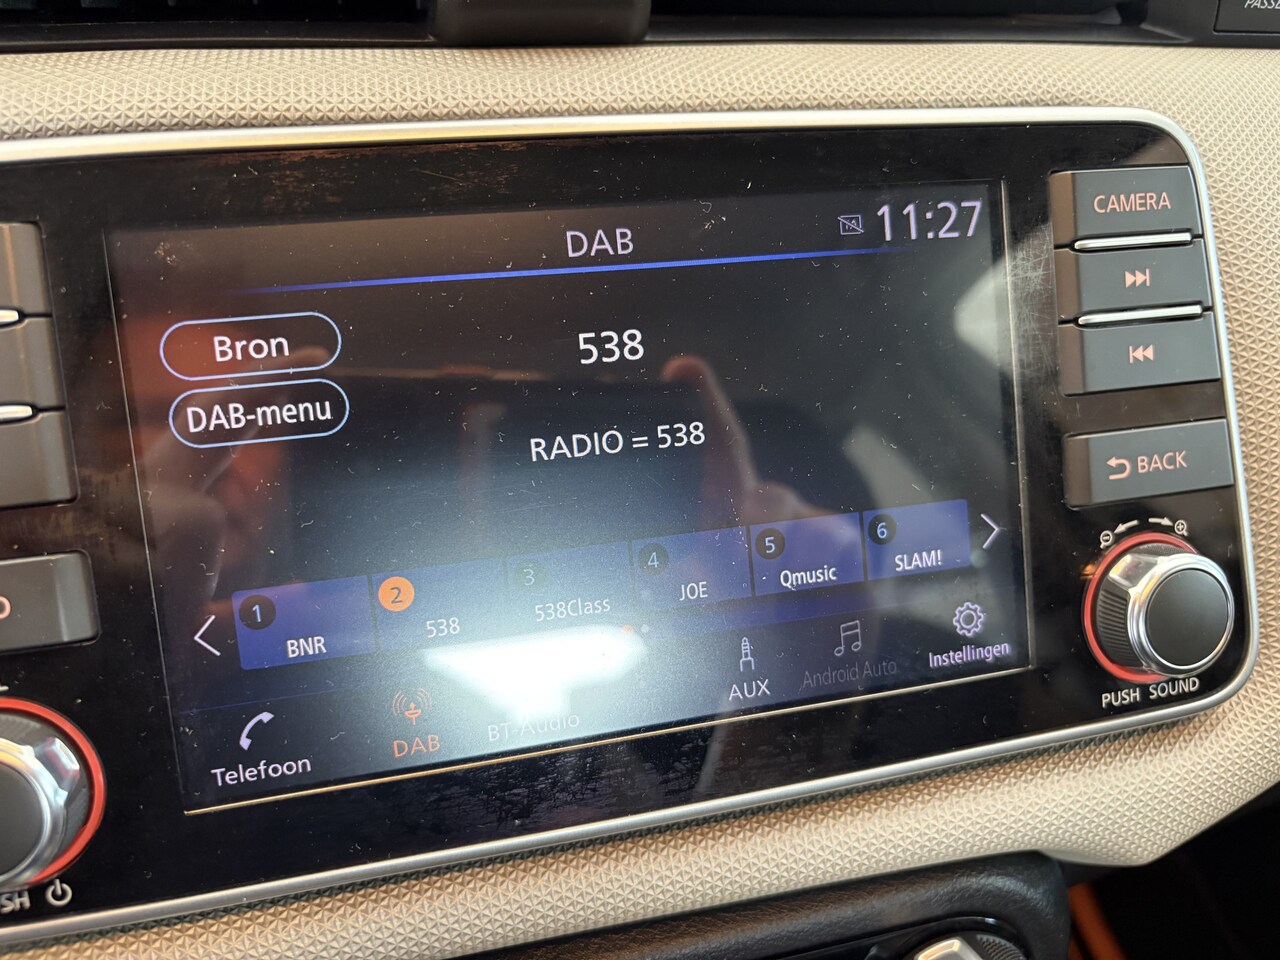 DAB
11:27
Bron
538
DAB-menu
RADIO = 538
1 BNR
2 538
3 538Class
4 JOE
5 Qmusic
6 SLAM!
Telefoon
DAB
BT-Audio
AUX
Android Auto
Instellingen
CAMERA
BACK
PUSH SOUND